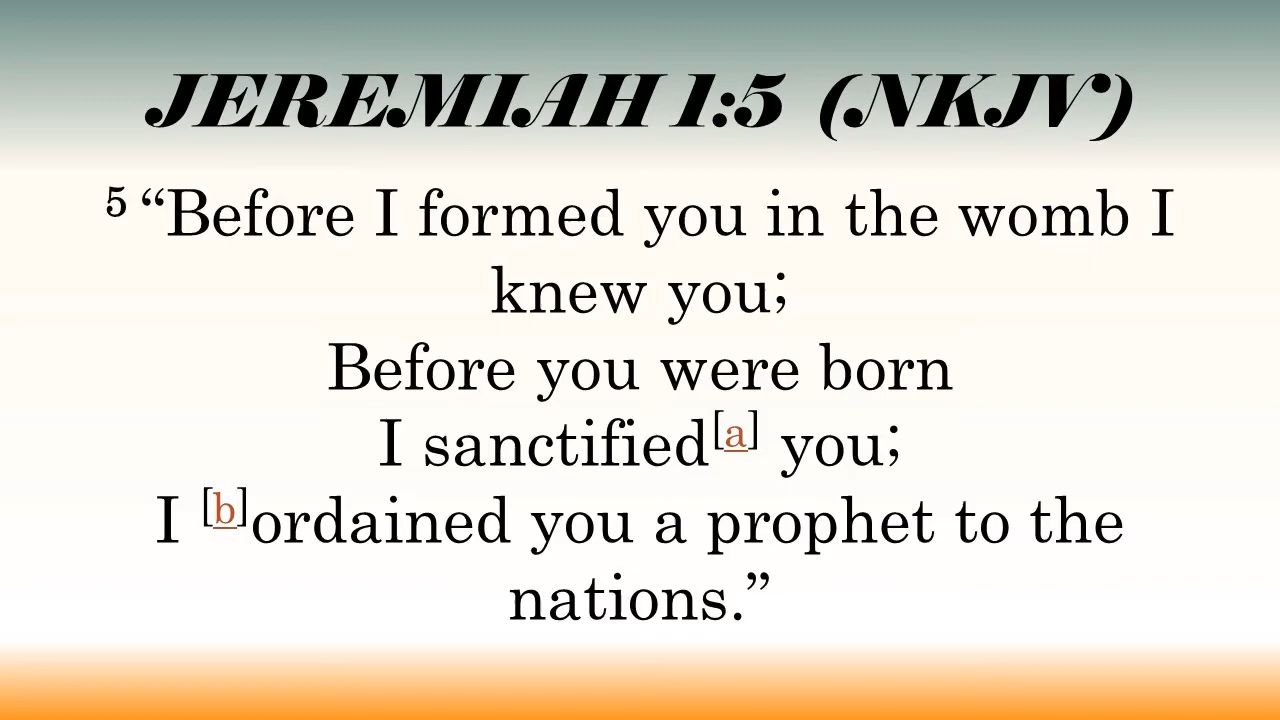 JEREMIAH 1:5 (NKJV)
5 “Before I formed you in the womb I
knew you;
Before you were born
I sanctified[a] you;
I [b]ordained you a prophet to the
nations.”